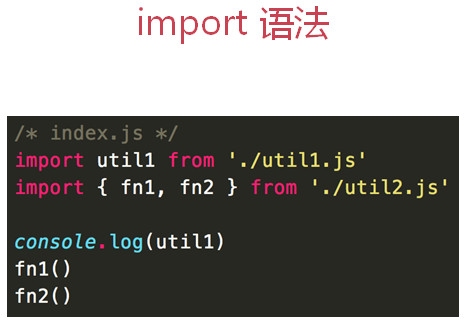 import 语法
/* index.js */
import util1 from './util1.js'
import { fn1, fn2 } from './util2.js'
console.log(util1)
fn1()
fn2()